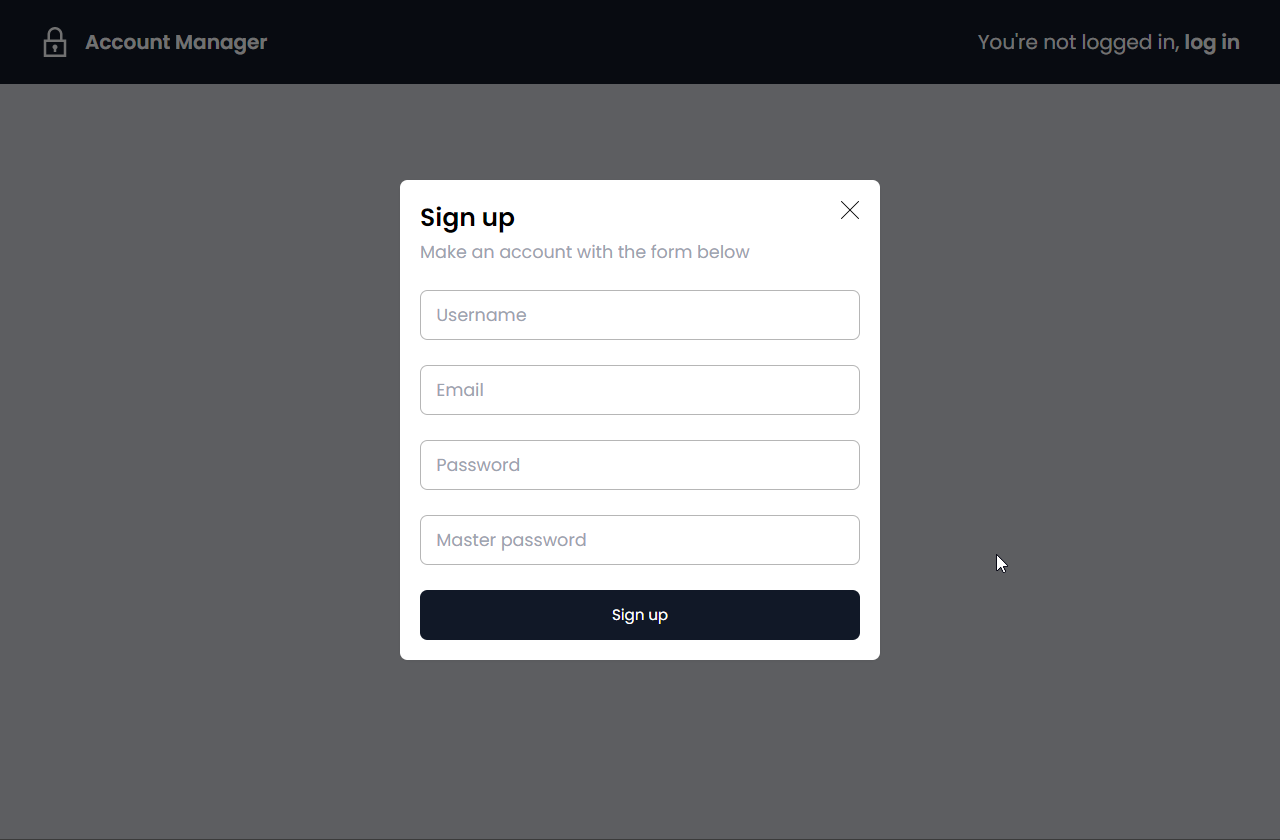 Account Manager
You're not logged in, log in
Sign up
Make an account with the form below
Username
Email
Password
Master password
Sign up